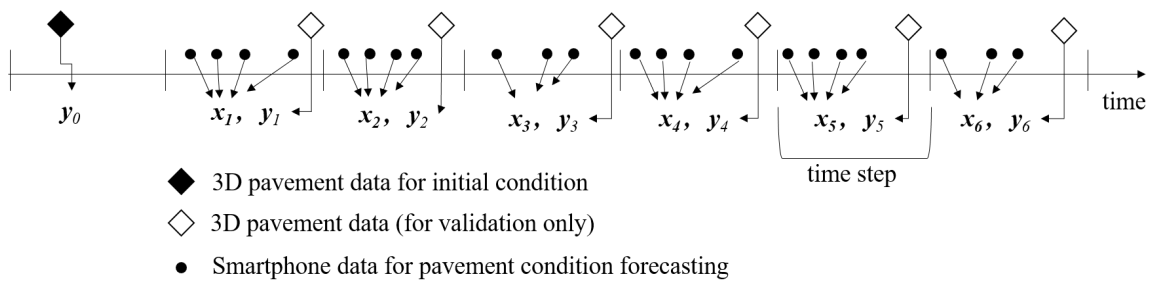 y0
x1, y1 x2, y2 x3, y3 x4, y4 x5, y5 x6, y6
time
time step
3D pavement data for initial condition
3D pavement data (for validation only)
Smartphone data for pavement condition forecasting